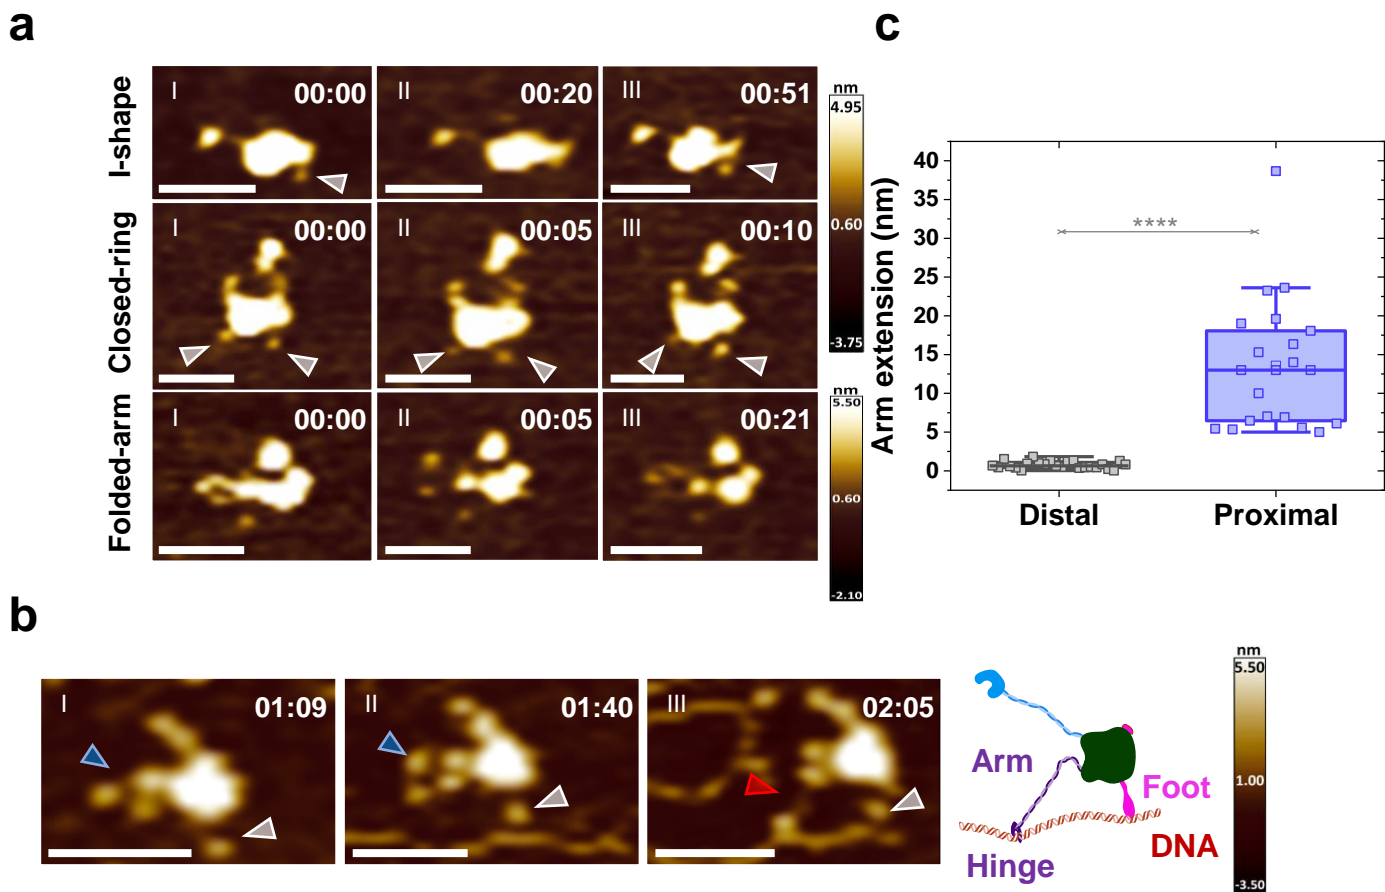 a
I-shape
I 00:00
II 00:20
III 00:51
nm
4.95
0.60
-3.75
Closed-ring
I 00:00
II 00:05
III 00:10
Folded-arm
I 00:00
II 00:05
III 00:21
nm
5.50
0.60
-2.10
c
Arm extension (nm)
40
35
30
25
20
15
10
5
0
****
Distal Proximal
b
I 01:09
II 01:40
III 02:05
Arm
Foot
DNA
Hinge
nm
5.50
1.00
-3.50